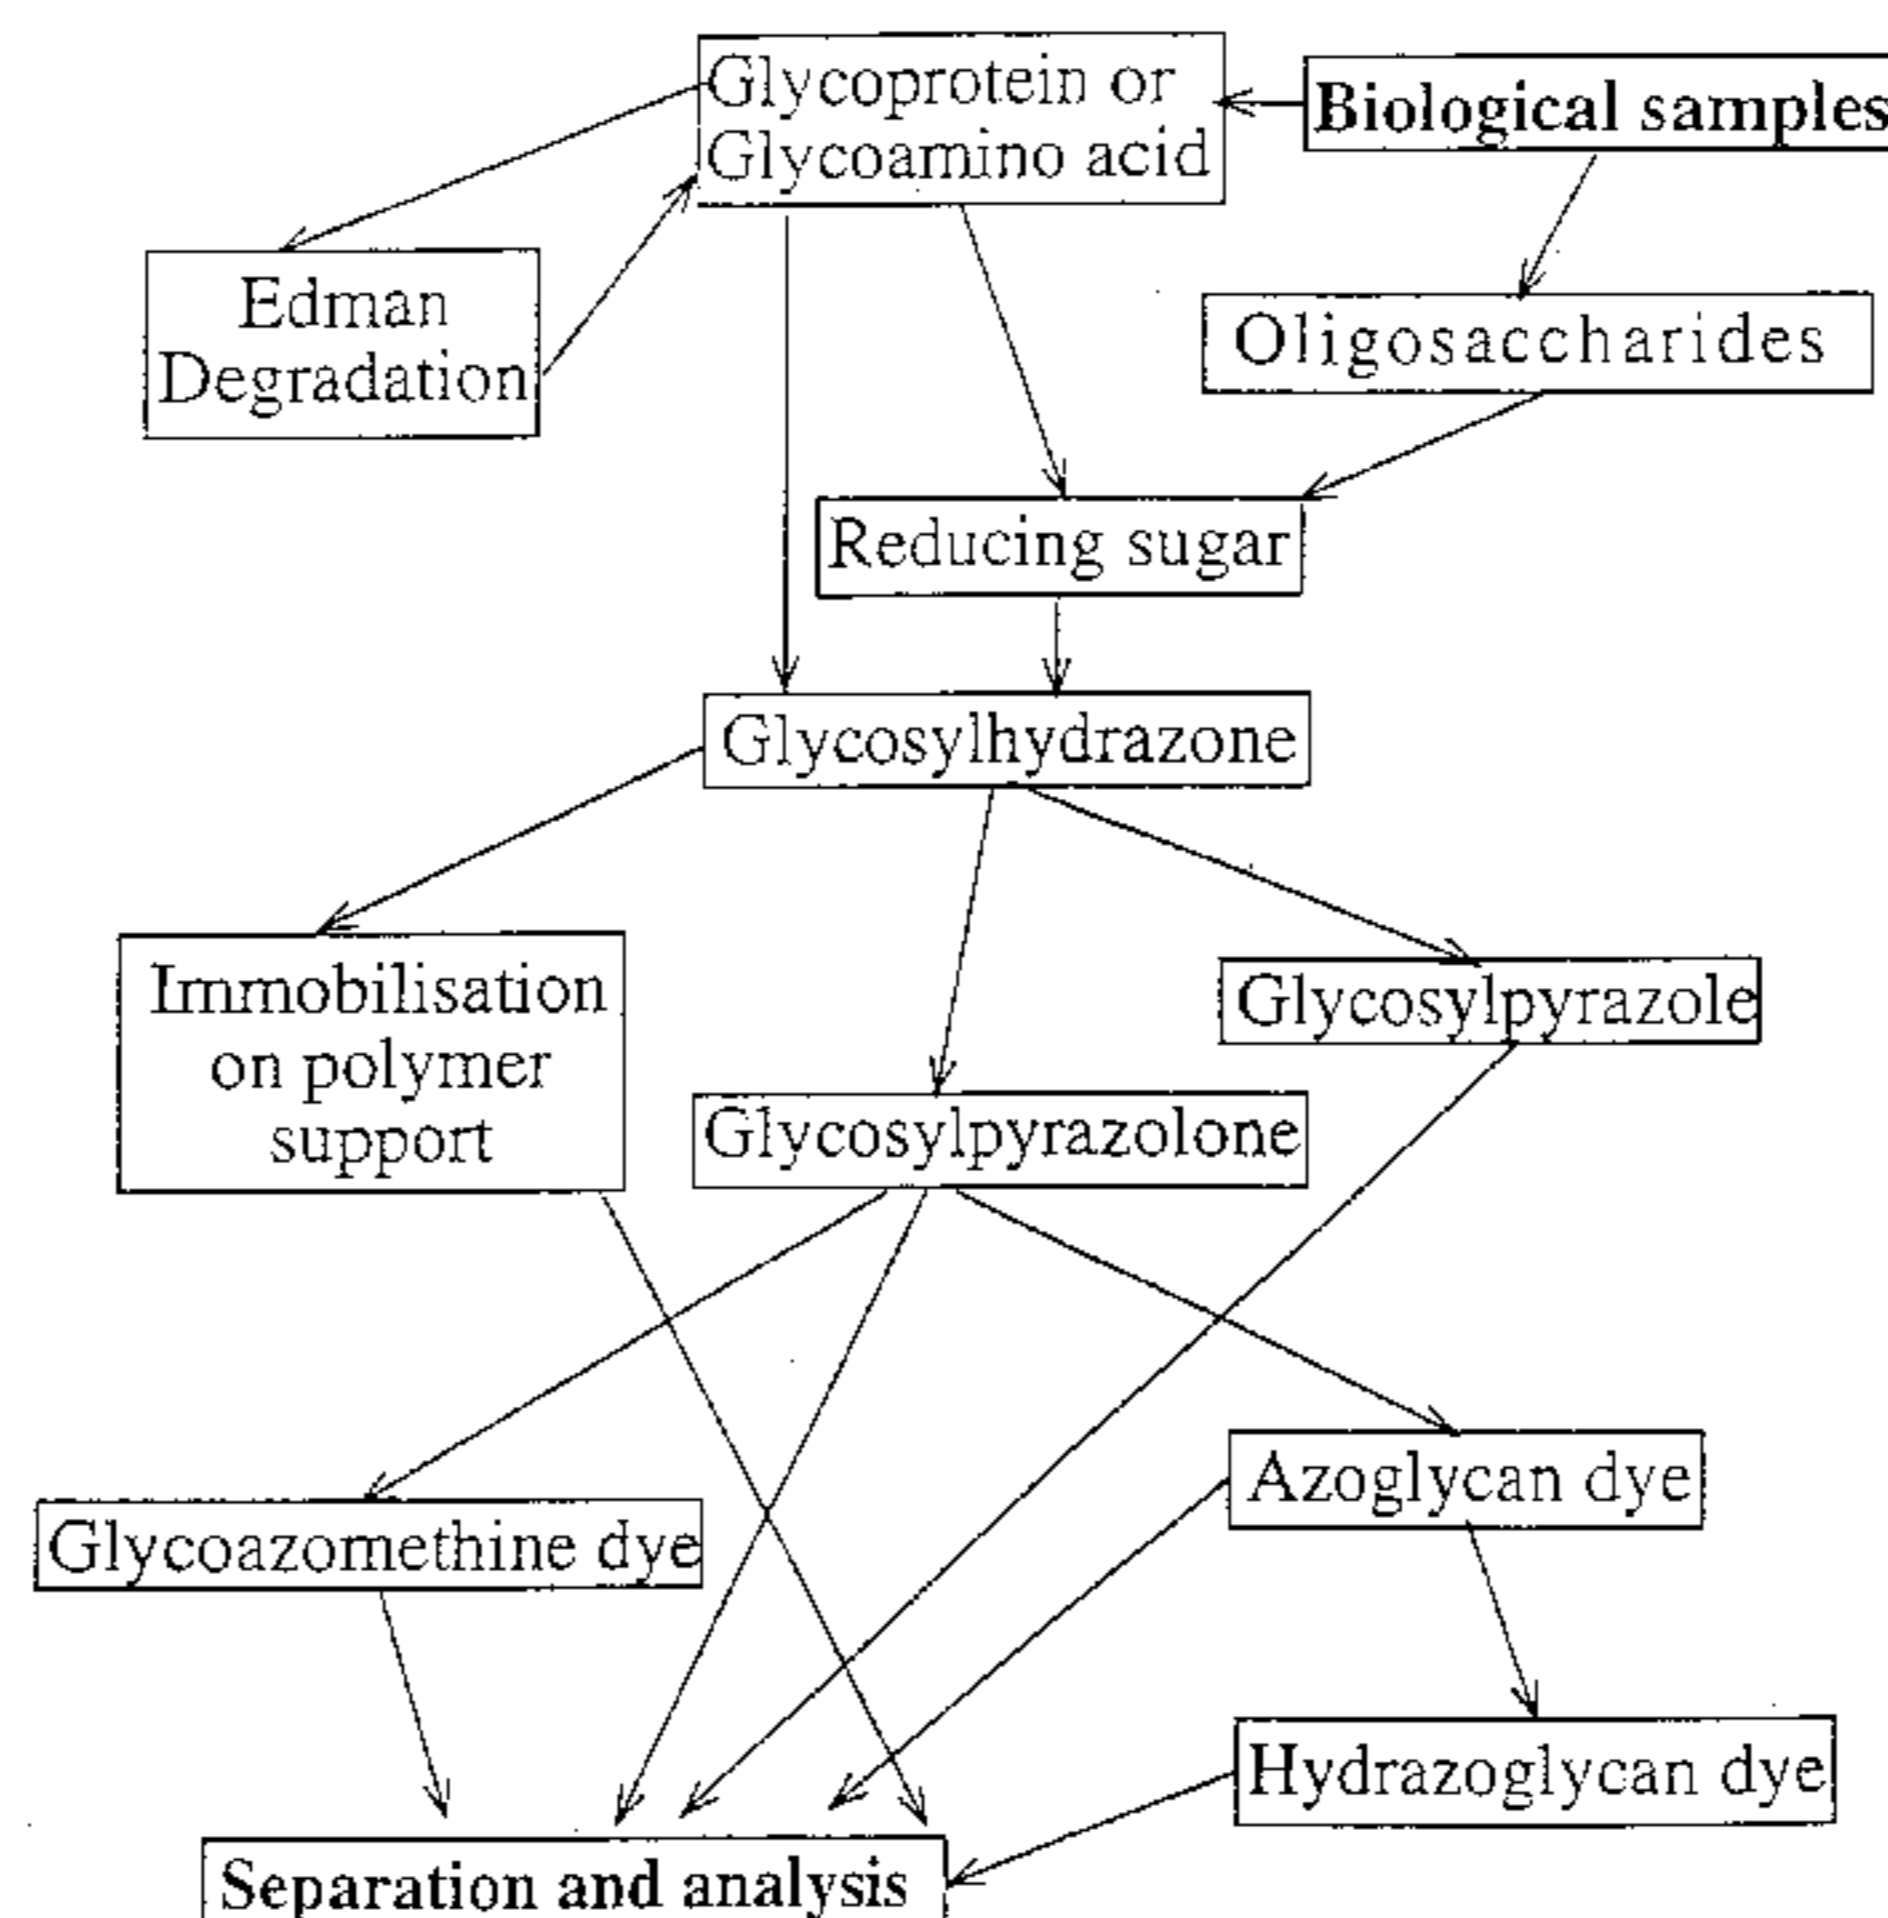 Glycoprotein or
Glycoamino acid
Biological samples
Edman
Degradation
Oligosaccharides
Reducing sugar
Glycosylhydrazone
Immobilisation
on polymer
support
Glycosylpyrazole
Glycosylpyrazolone
Azoglycan dye
Glycoazomethine dye
Hydrazoglycan dye
Separation and analysis